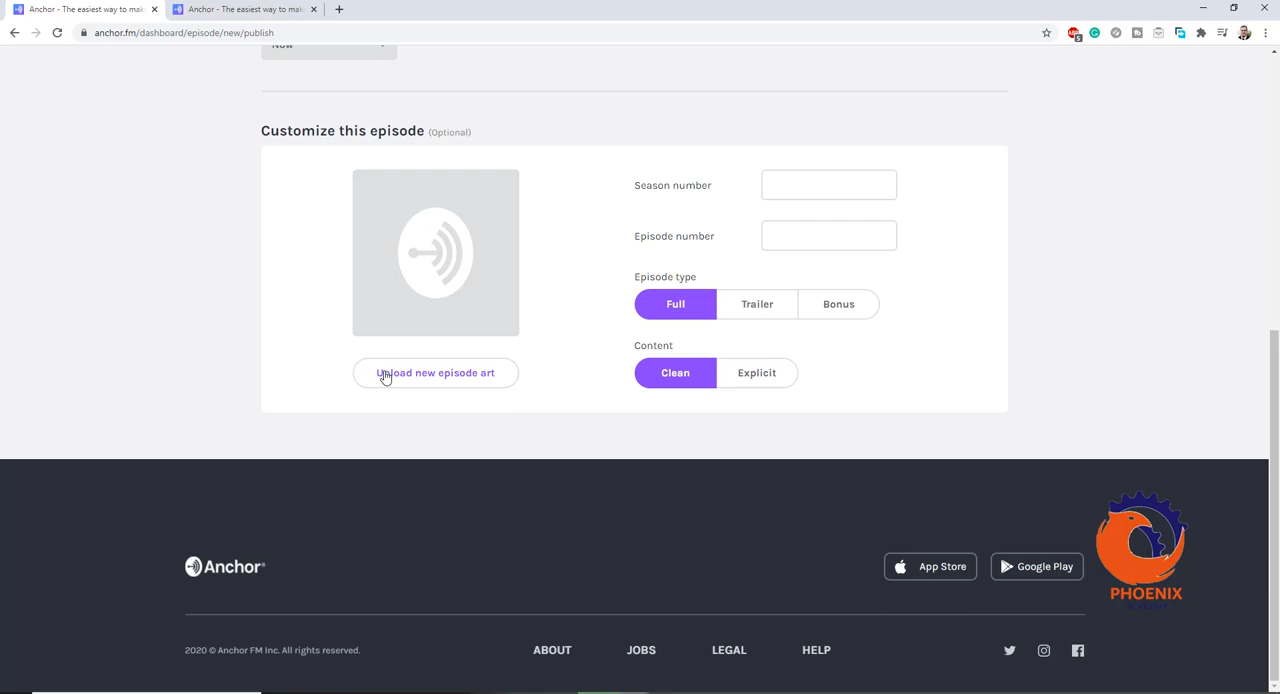 Anchor - The easiest way to mak
Anchor - The easiest way to mak
anchor.fm/dashboard/episode/new/publish
Now
Customize this episode (Optional)
Season number
Episode number
Episode type
Full Trailer Bonus
Content
Upload new episode art
Clean Explicit
Anchor
App Store
Google Play
PHOENIX
ACADEMY
2020 © Anchor FM Inc. All rights reserved.
ABOUT JOBS LEGAL HELP